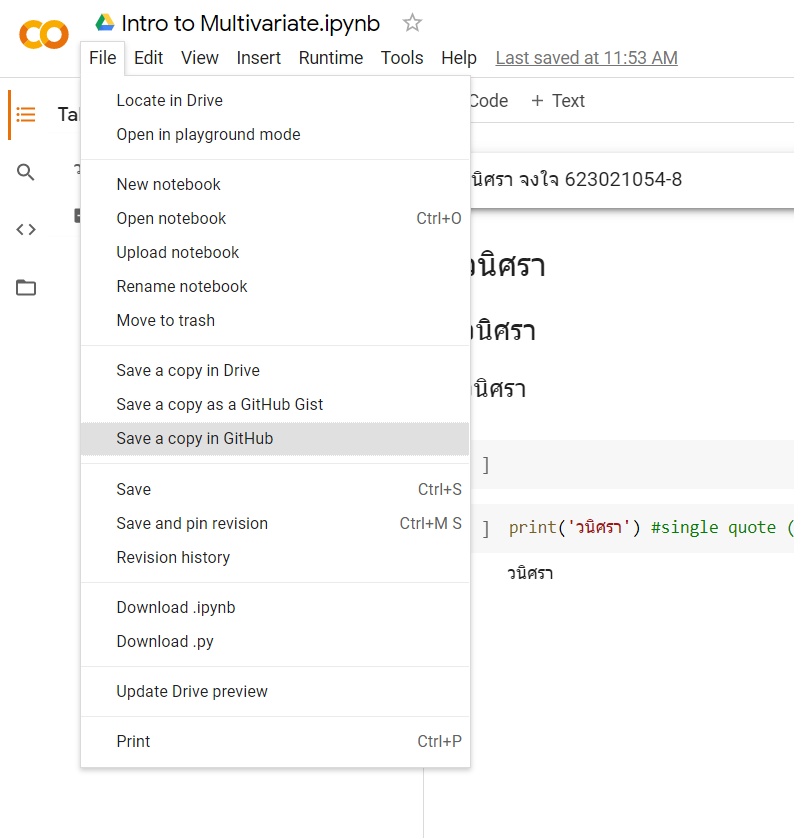 Intro to Multivariate.ipynb
File Edit View Insert Runtime Tools Help Last saved at 11:53 AM
Code + Text
Locate in Drive
Open in playground mode
New notebook
Open notebook Ctrl+O
Upload notebook
Rename notebook
Move to trash
Save a copy in Drive
Save a copy as a GitHub Gist
Save a copy in GitHub
Save Ctrl+S
Save and pin revision Ctrl+M S
Revision history
Download .ipynb
Download .py
Update Drive preview
Print Ctrl+P
นิศรา จงใจ 623021054-8
วนิศรา
วนิศรา
วนิศรา
]
] print('วนิศรา') #single quote (
วนิศรา